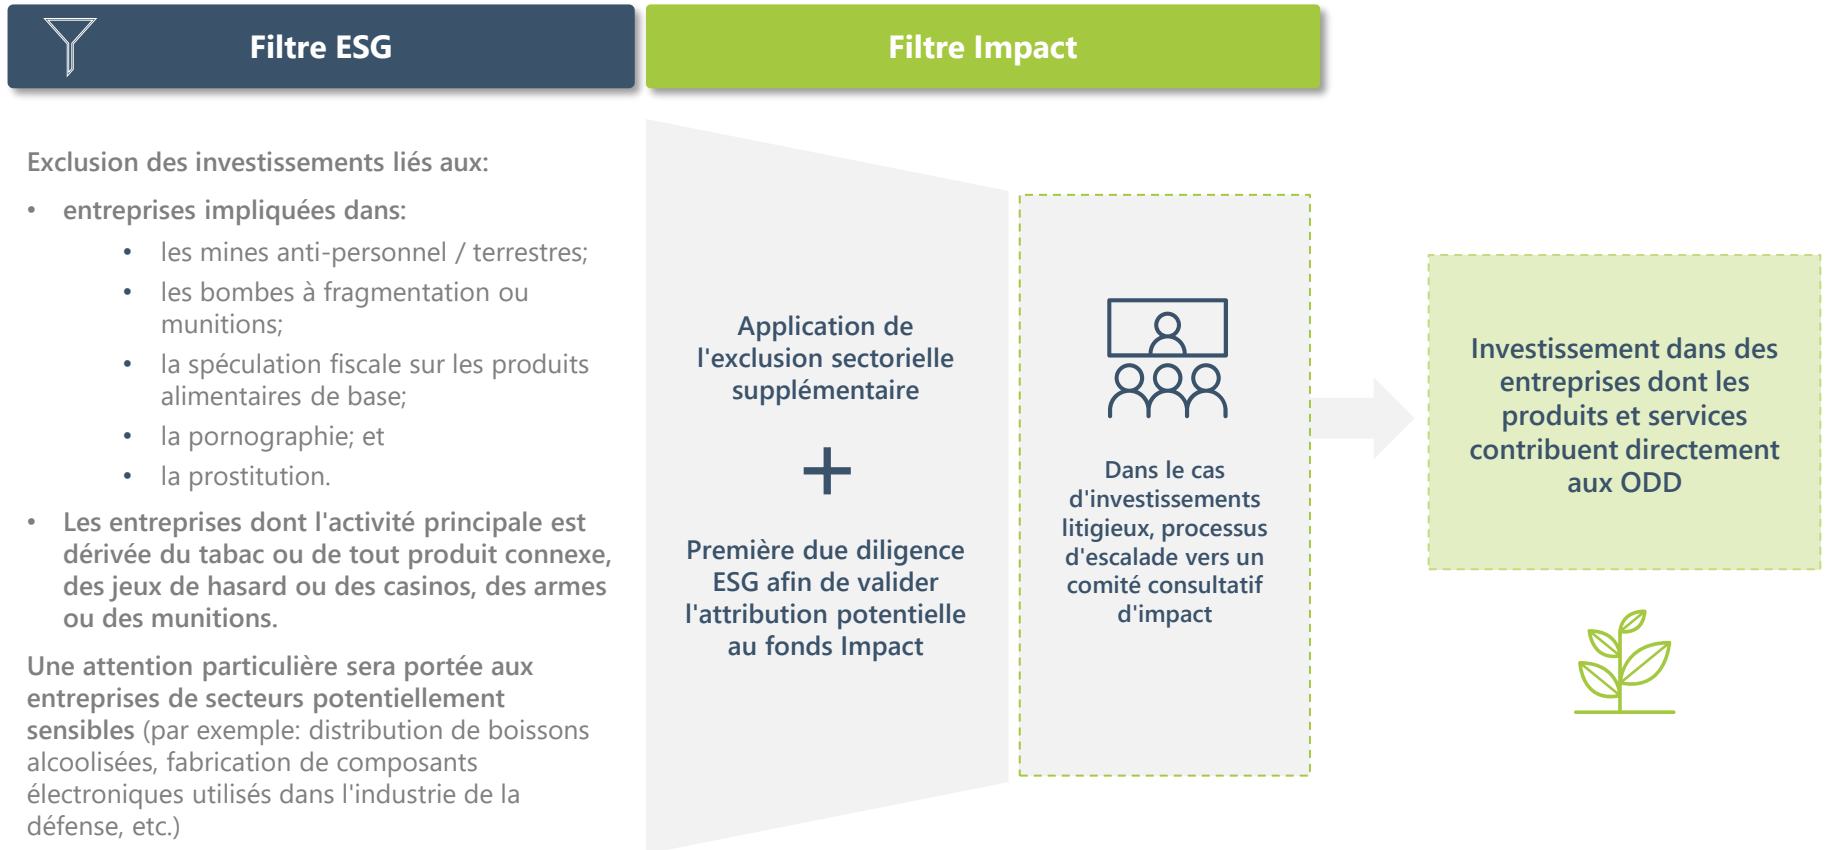 Filtre ESG
Filtre Impact
Exclusion des investissements liés aux:
• entreprises impliquées dans:
• les mines anti-personnel / terrestres;
• les bombes à fragmentation ou
munitions;
• la spéculation fiscale sur les produits
alimentaires de base;
• la pornographie; et
• la prostitution.
• Les entreprises dont l'activité principale est
dérivée du tabac ou de tout produit connexe,
des jeux de hasard ou des casinos, des armes
ou des munitions.
Une attention particulière sera portée aux
entreprises de secteurs potentiellement
sensibles (par exemple: distribution de boissons
alcoolisées, fabrication de composants
électroniques utilisés dans l'industrie de la
défense, etc.)
Application de
l'exclusion sectorielle
supplémentaire
+
Première due diligence
ESG afin de valider
l'attribution potentielle
au fonds Impact
Dans le cas
d'investissements
litigieux, processus
d'escalade vers un
comité consultatif
d'impact
Investissement dans des
entreprises dont les
produits et services
contribuent directement
aux ODD